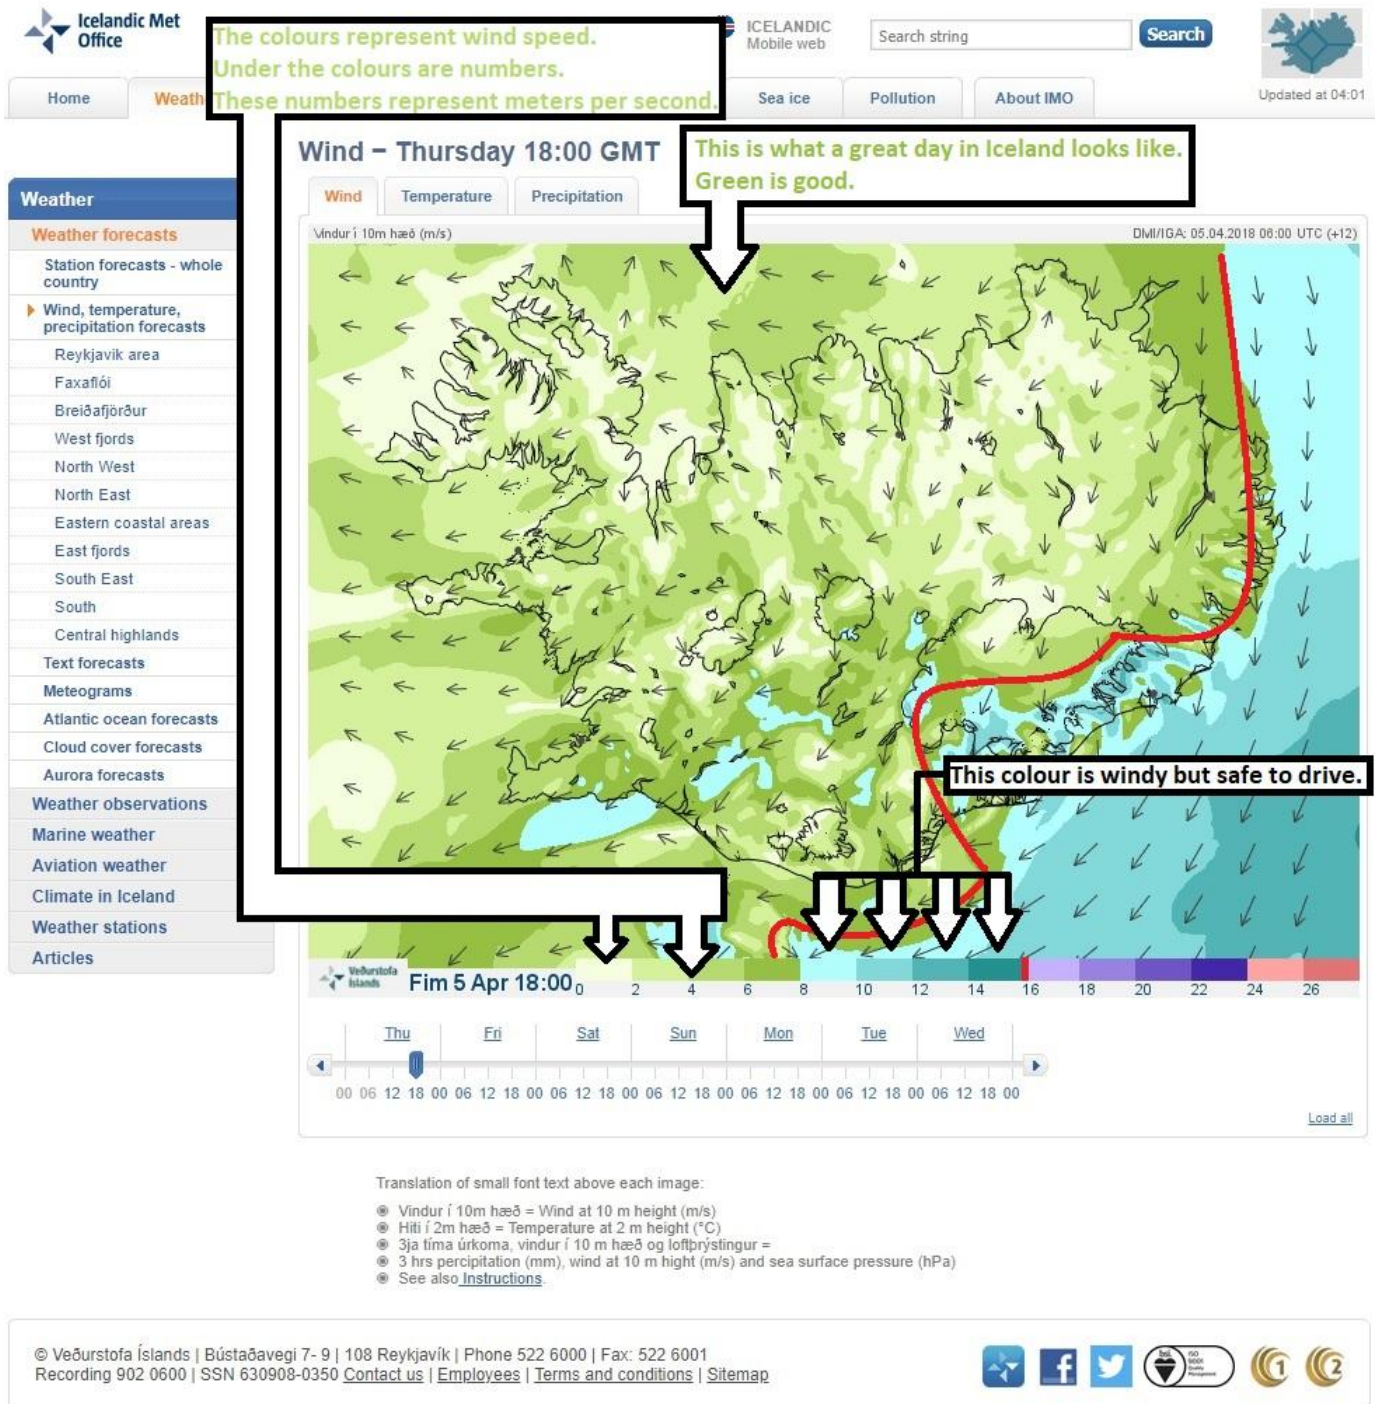 Icelandic Met
Office
The colours represent wind speed.
Under the colours are numbers.
These numbers represent meters per second.
ICELANDIC
Mobile web
Search string
Search
Updated at 04:01
Home
Weath
Sea ice
Pollution
About IMO
Wind – Thursday 18:00 GMT
This is what a great day in Iceland looks like.
Green is good.
Wind
Temperature
Precipitation
Vindur í 10m hæð (m/s)
DMI/IGA: 05.04.2018 06:00 UTC (+12)
Weather
Weather forecasts
Station forecasts - whole
country
Wind, temperature,
precipitation forecasts
Reykjavik area
Faxaflói
Breiðafjörður
West fjords
North West
North East
Eastern coastal areas
East fjords
South East
South
Central highlands
Text forecasts
Meteograms
Atlantic ocean forecasts
Cloud cover forecasts
Aurora forecasts
Weather observations
Marine weather
Aviation weather
Climate in Iceland
Weather stations
Articles
This colour is windy but safe to drive.
Veðurstofa
Íslands
Fim 5 Apr 18:00
0 2 4 6 8 10 12 14 16 18 20 22 24 26
Thu Fri Sat Sun Mon Tue Wed
00 06 12 18 00 06 12 18 00 06 12 18 00 06 12 18 00 06 12 18 00 06 12 18 00 06 12 18 00
Load all
Translation of small font text above each image:
Vindur í 10m hæð = Wind at 10 m height (m/s)
Hiti í 2m hæð = Temperature at 2 m height (°C)
3ja tíma úrkoma, vindur í 10 m hæð og loftþrýstingur =
3 hrs percipitation (mm), wind at 10 m hight (m/s) and sea surface pressure (hPa)
See also Instructions.
© Veðurstofa Íslands | Bústaðavegi 7- 9 | 108 Reykjavík | Phone 522 6000 | Fax: 522 6001
Recording 902 0600 | SSN 630908-0350 Contact us | Employees | Terms and conditions | Sitemap
bsi.
ISO
9001
Quality
Management
1
2